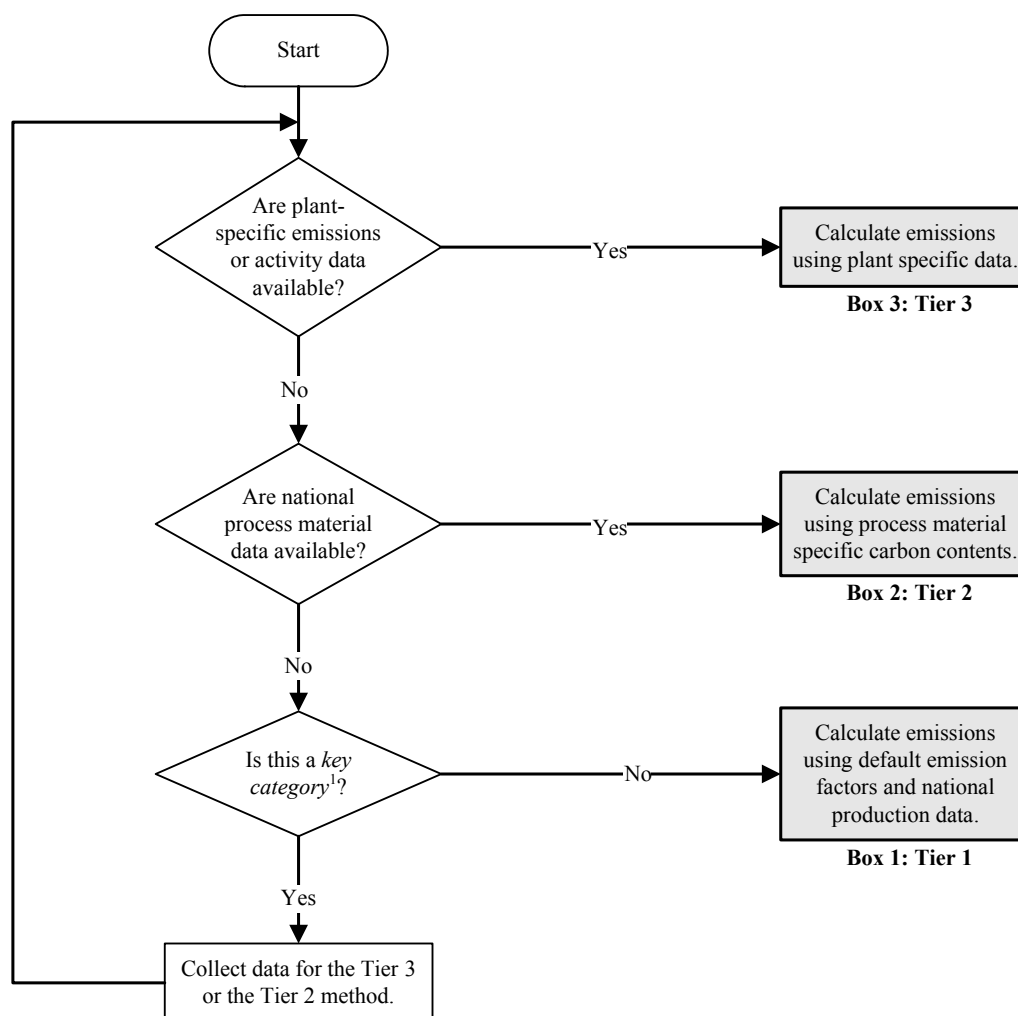 Start
Are plant-
specific emissions
or activity data
available?
Yes
Calculate emissions
using plant specific data.
Box 3: Tier 3
No
Are national
process material
data available?
Yes
Calculate emissions
using process material
specific carbon contents.
Box 2: Tier 2
No
Is this a key
category¹?
No
Calculate emissions
using default emission
factors and national
production data.
Box 1: Tier 1
Yes
Collect data for the Tier 3
or the Tier 2 method.